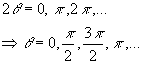 2θ = 0, π, 2π,...
⇒ θ = 0, π/2, 3π/2, π,...